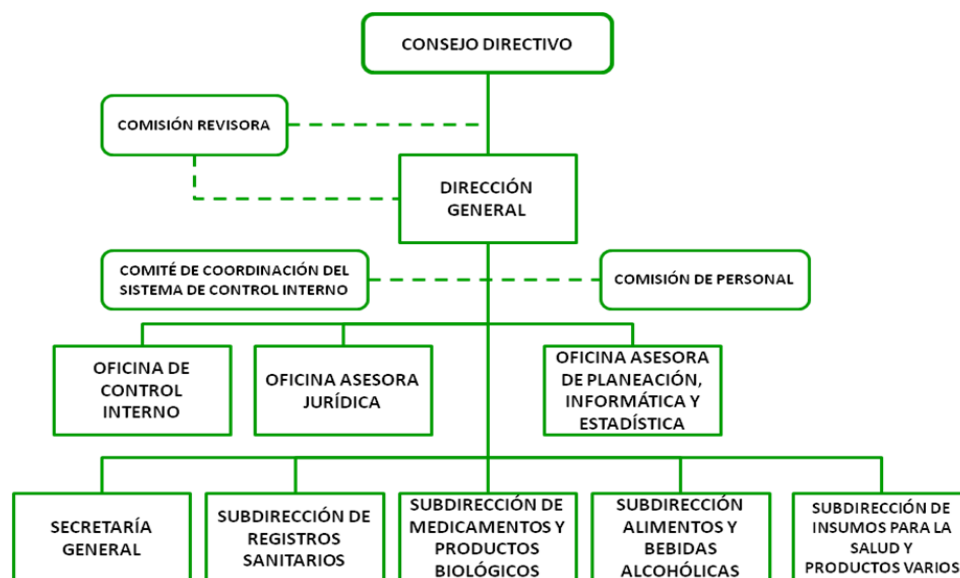 CONSEJO DIRECTIVO
COMISIÓN REVISORA
DIRECCIÓN
GENERAL
COMITÉ DE COORDINACIÓN DEL
SISTEMA DE CONTROL INTERNO
COMISIÓN DE PERSONAL
OFICINA DE
CONTROL
INTERNO
OFICINA ASESORA
JURÍDICA
OFICINA ASESORA
DE PLANEACIÓN,
INFORMÁTICA Y
ESTADÍSTICA
SECRETARÍA
GENERAL
SUBDIRECCIÓN DE
REGISTROS
SANITARIOS
SUBDIRECCIÓN DE
MEDICAMENTOS Y
PRODUCTOS
BIOLÓGICOS
SUBDIRECCIÓN
ALIMENTOS Y
BEBIDAS
ALCOHÓLICAS
SUBDIRECCIÓN DE
INSUMOS PARA LA
SALUD Y
PRODUCTOS VARIOS